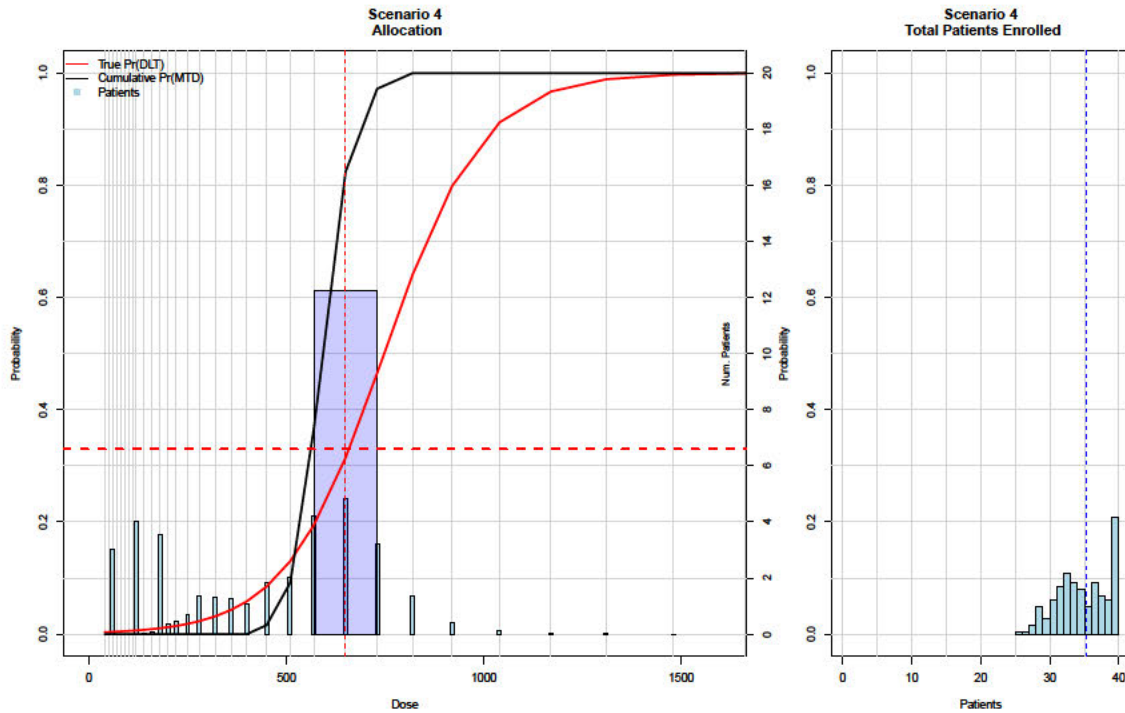 Scenario 4
Allocation
True Pr(DLT)
Cumulative Pr(MTD)
Patients
Probability
0.0
0.2
0.4
0.6
0.8
1.0
0
500
1000
1500
Dose
0
2
4
6
8
10
12
14
16
18
20
Num. Patients
Scenario 4
Total Patients Enrolled
Probability
0.0
0.2
0.4
0.6
0.8
1.0
0
10
20
30
40
Patients